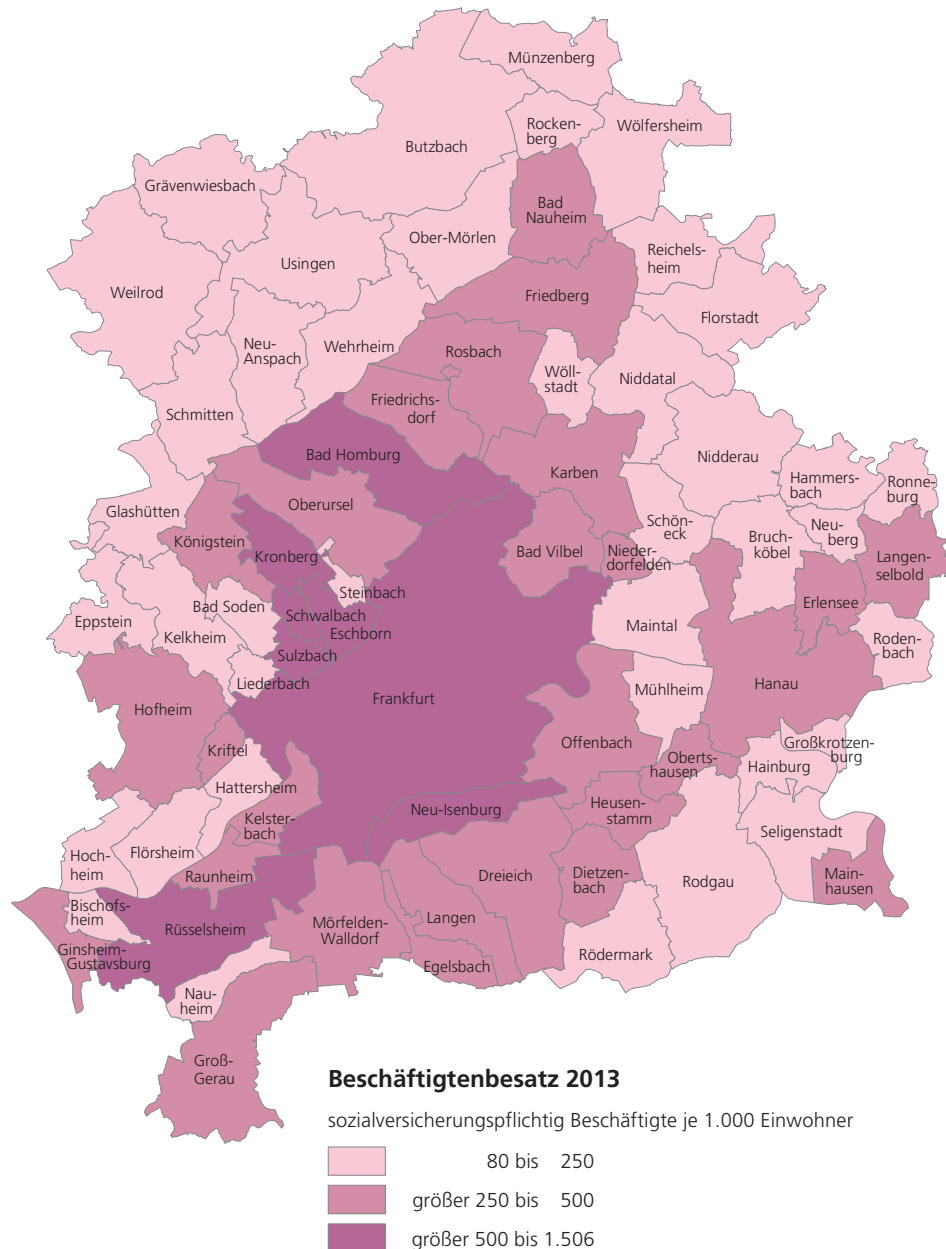 Münzenberg
Rocken-
berg
Wölfersheim
Butzbach
Grävenwiesbach
Bad
Nauheim
Ober-Mörlen
Reichels-
heim
Usingen
Weilrod
Friedberg
Florstadt
Neu-
Anspach
Wehrheim
Rosbach
Wöll-
stadt
Niddatal
Friedrichs-
dorf
Schmitten
Bad Homburg
Nidderau
Karben
Hammers-
bach
Ronne-
burg
Oberursel
Glashütten
Schön-
eck
Neu-
berg
Königstein
Kronberg
Bad Vilbel
Nieder-
dorfelden
Bruch-
köbel
Langen-
selbold
Steinbach
Bad Soden
Schwalbach
Erlensee
Eppstein
Kelkheim
Eschborn
Maintal
Roden-
bach
Sulzbach
Liederbach
Frankfurt
Mühlheim
Hanau
Hofheim
Offenbach
Kriftel
Großkrotzen-
burg
Oberts-
hausen
Hainburg
Hattersheim
Neu-Isenburg
Heusen-
stamm
Kelster-
bach
Seligenstadt
Hoch-
heim
Flörsheim
Raunheim
Dreieich
Dietzen-
bach
Rodgau
Main-
hausen
Bischofs-
heim
Rüsselsheim
Mörfelden-
Walldorf
Langen
Ginsheim-
Gustavsburg
Egelsbach
Rödermark
Nau-
heim
Groß-
Gerau
Beschäftigtenbesatz 2013
sozialversicherungspflichtig Beschäftigte je 1.000 Einwohner
80 bis 250
größer 250 bis 500
größer 500 bis 1.506